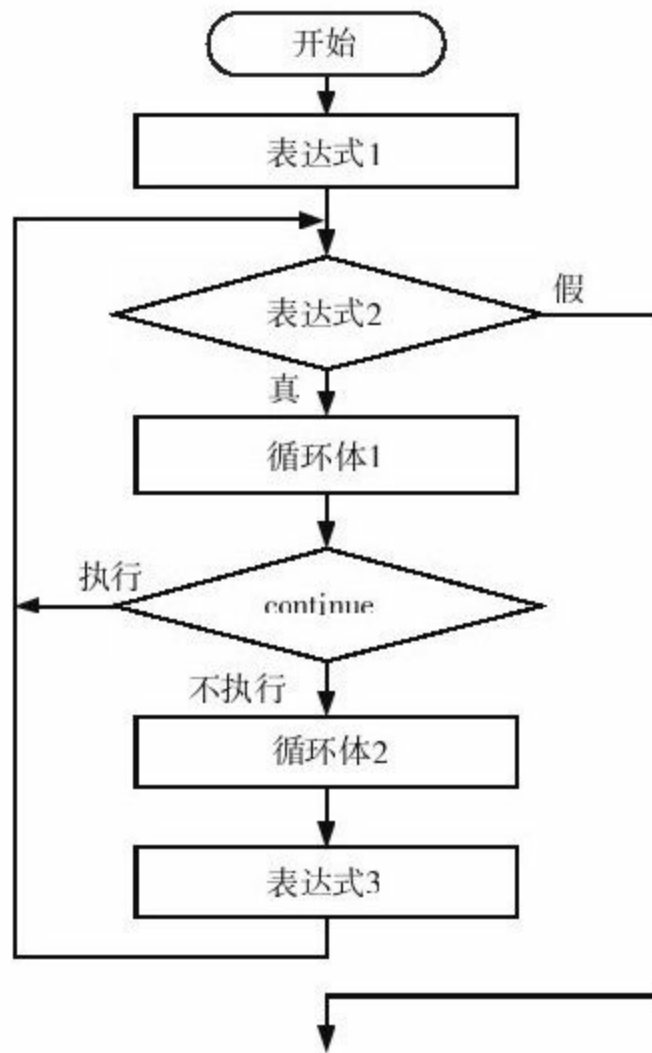 开始
表达式1
表达式2
假
真
循环体1
执行
continue
不执行
循环体2
表达式3